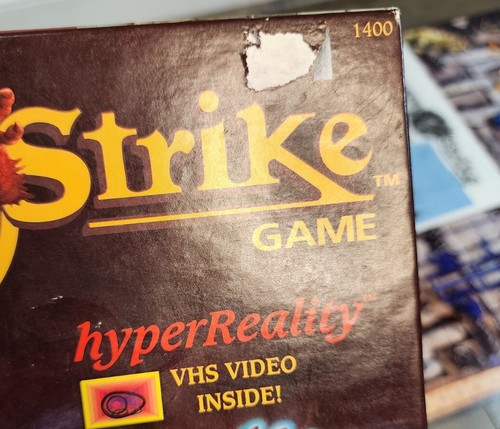 1400
Strike™
GAME
hyperReality™
VHS VIDEO
INSIDE!